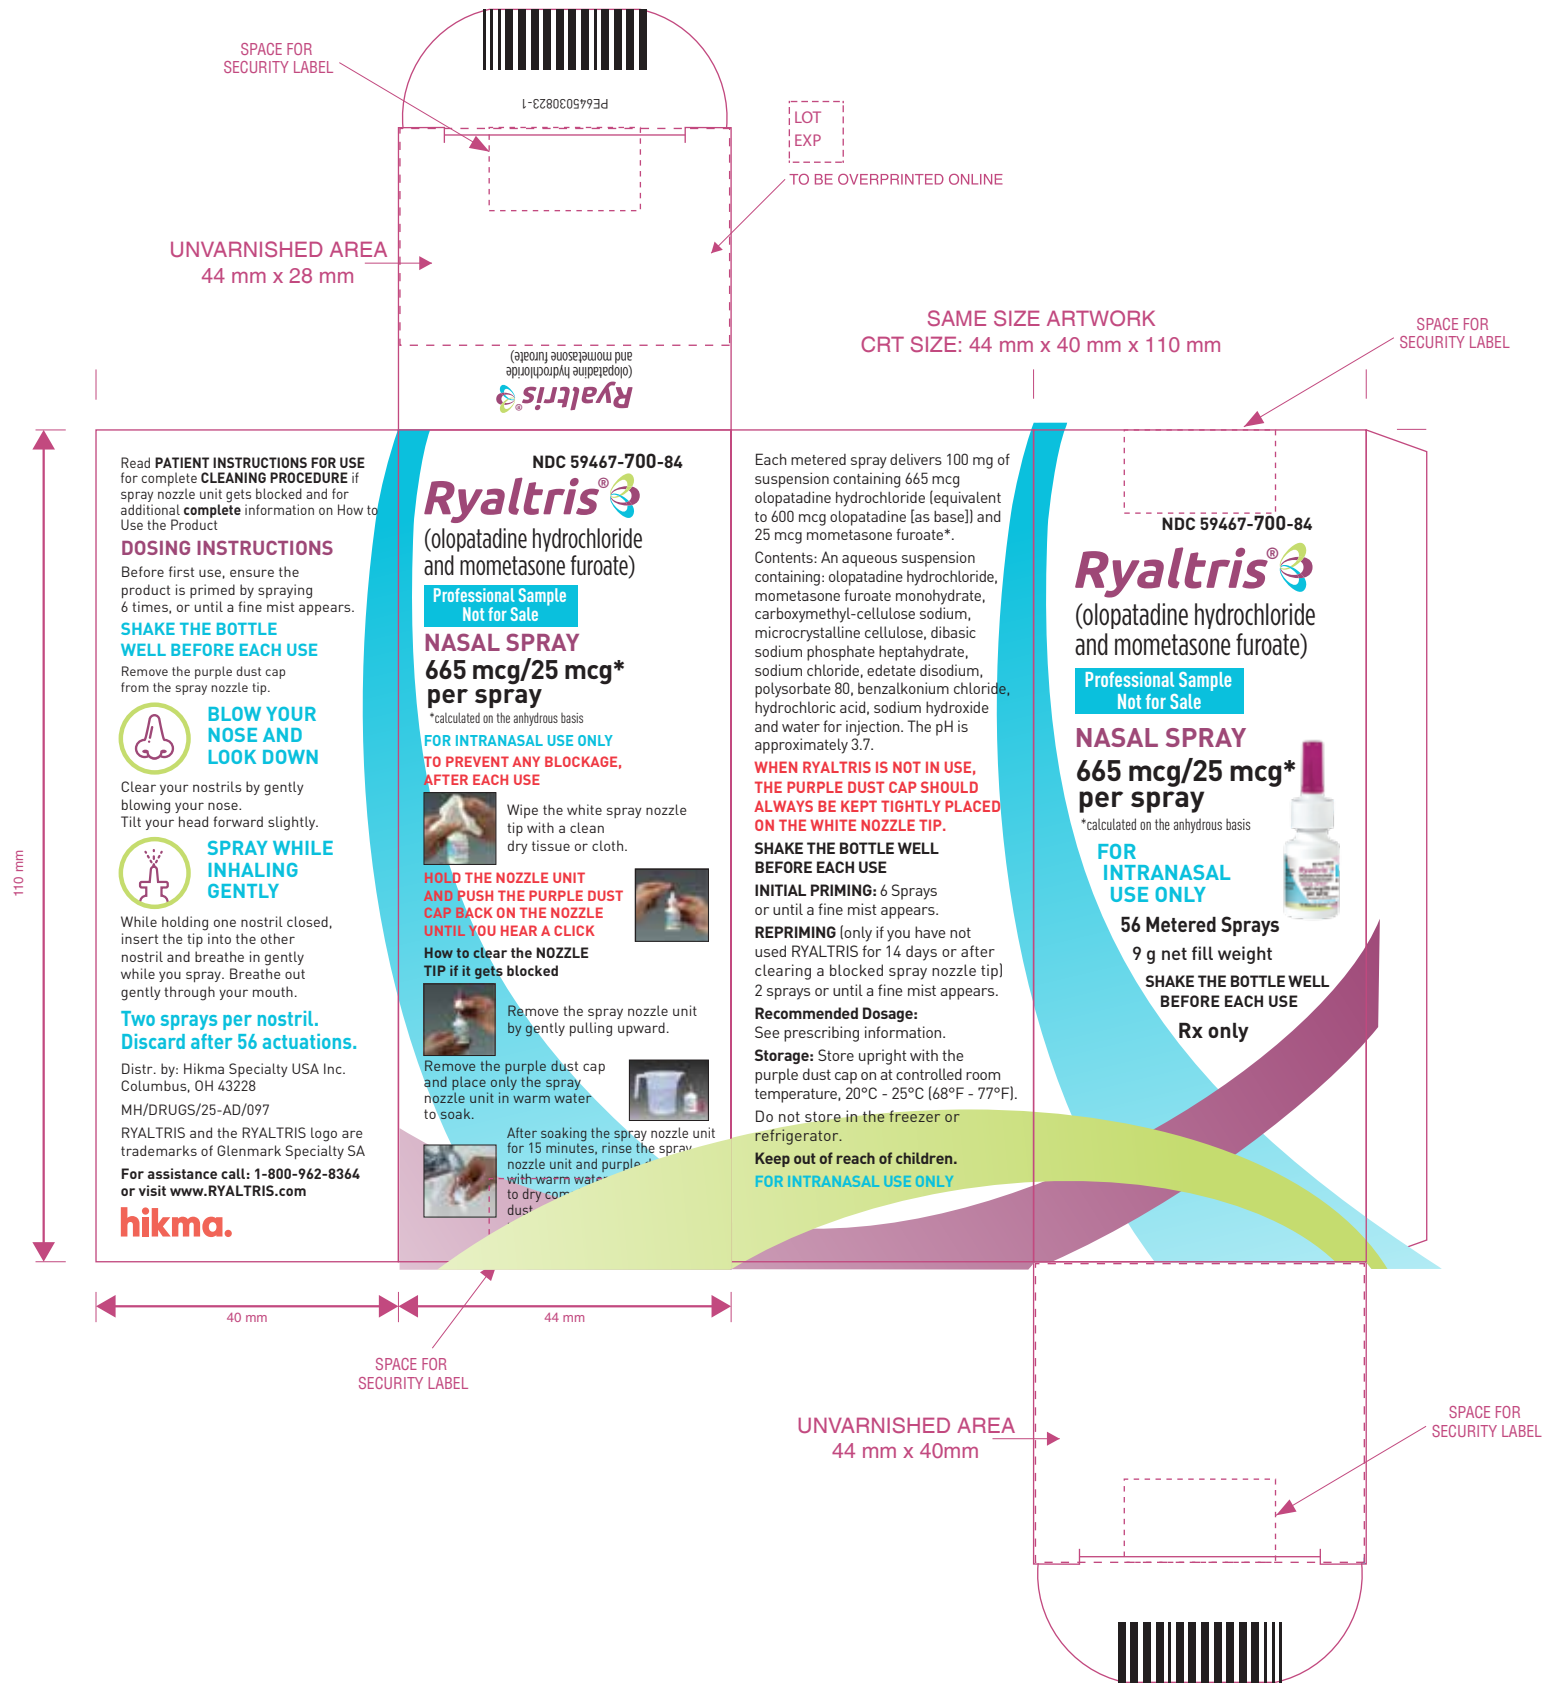 SPACE FOR
SECURITY LABEL
PE645030823-1
LOT
EXP
TO BE OVERPRINTED ONLINE
UNVARNISHED AREA
44 mm x 28 mm
Ryaltris®
(olopatadine hydrochloride
and mometasone furoate)
SAME SIZE ARTWORK
CRT SIZE: 44 mm x 40 mm x 110 mm
SPACE FOR
SECURITY LABEL
110 mm
Read PATIENT INSTRUCTIONS FOR USE
for complete CLEANING PROCEDURE if
spray nozzle unit gets blocked and for
additional complete information on How to
Use the Product
DOSING INSTRUCTIONS
Before first use, ensure the
product is primed by spraying
6 times, or until a fine mist appears.
SHAKE THE BOTTLE
WELL BEFORE EACH USE
Remove the purple dust cap
from the spray nozzle tip.
BLOW YOUR
NOSE AND
LOOK DOWN
Clear your nostrils by gently
blowing your nose.
Tilt your head forward slightly.
SPRAY WHILE
INHALING
GENTLY
While holding one nostril closed,
insert the tip into the other
nostril and breathe in gently
while you spray. Breathe out
gently through your mouth.
Two sprays per nostril.
Discard after 56 actuations.
Distr. by: Hikma Specialty USA Inc.
Columbus, OH 43228
MH/DRUGS/25-AD/097
RYALTRIS and the RYALTRIS logo are
trademarks of Glenmark Specialty SA
For assistance call: 1-800-962-8364
or visit www.RYALTRIS.com
hikma.
NDC 59467-700-84
Ryaltris®
(olopatadine hydrochloride
and mometasone furoate)
Professional Sample
Not for Sale
NASAL SPRAY
665 mcg/25 mcg*
per spray
*calculated on the anhydrous basis
FOR INTRANASAL USE ONLY
TO PREVENT ANY BLOCKAGE,
AFTER EACH USE
Wipe the white spray nozzle
tip with a clean
dry tissue or cloth.
HOLD THE NOZZLE UNIT
AND PUSH THE PURPLE DUST
CAP BACK ON THE NOZZLE
UNTIL YOU HEAR A CLICK
How to clear the NOZZLE
TIP if it gets blocked
Remove the spray nozzle unit
by gently pulling upward.
Remove the purple dust cap
and place only the spray
nozzle unit in warm water
to soak.
After soaking the spray nozzle unit
for 15 minutes, rinse the spray
nozzle unit and purple
with warm water
to dry
dust
Each metered spray delivers 100 mg of
suspension containing 665 mcg
olopatadine hydrochloride (equivalent
to 600 mcg olopatadine [as base]) and
25 mcg mometasone furoate*.
Contents: An aqueous suspension
containing: olopatadine hydrochloride,
mometasone furoate monohydrate,
carboxymethyl-cellulose sodium,
microcrystalline cellulose, dibasic
sodium phosphate heptahydrate,
sodium chloride, edetate disodium,
polysorbate 80, benzalkonium chloride,
hydrochloric acid, sodium hydroxide
and water for injection. The pH is
approximately 3.7.
WHEN RYALTRIS IS NOT IN USE,
THE PURPLE DUST CAP SHOULD
ALWAYS BE KEPT TIGHTLY PLACED
ON THE WHITE NOZZLE TIP.
SHAKE THE BOTTLE WELL
BEFORE EACH USE
INITIAL PRIMING: 6 Sprays
or until a fine mist appears.
REPRIMING (only if you have not
used RYALTRIS for 14 days or after
clearing a blocked spray nozzle tip)
2 sprays or until a fine mist appears.
Recommended Dosage:
See prescribing information.
Storage: Store upright with the
purple dust cap on at controlled room
temperature, 20°C - 25°C (68°F - 77°F).
Do not store in the freezer or
refrigerator.
Keep out of reach of children.
FOR INTRANASAL USE ONLY
NDC 59467-700-84
Ryaltris®
(olopatadine hydrochloride
and mometasone furoate)
Professional Sample
Not for Sale
NASAL SPRAY
665 mcg/25 mcg*
per spray
*calculated on the anhydrous basis
FOR
INTRANASAL
USE ONLY
56 Metered Sprays
9 g net fill weight
SHAKE THE BOTTLE WELL
BEFORE EACH USE
Rx only
Ryaltris
40 mm
44 mm
SPACE FOR
SECURITY LABEL
UNVARNISHED AREA
44 mm x 40mm
SPACE FOR
SECURITY LABEL